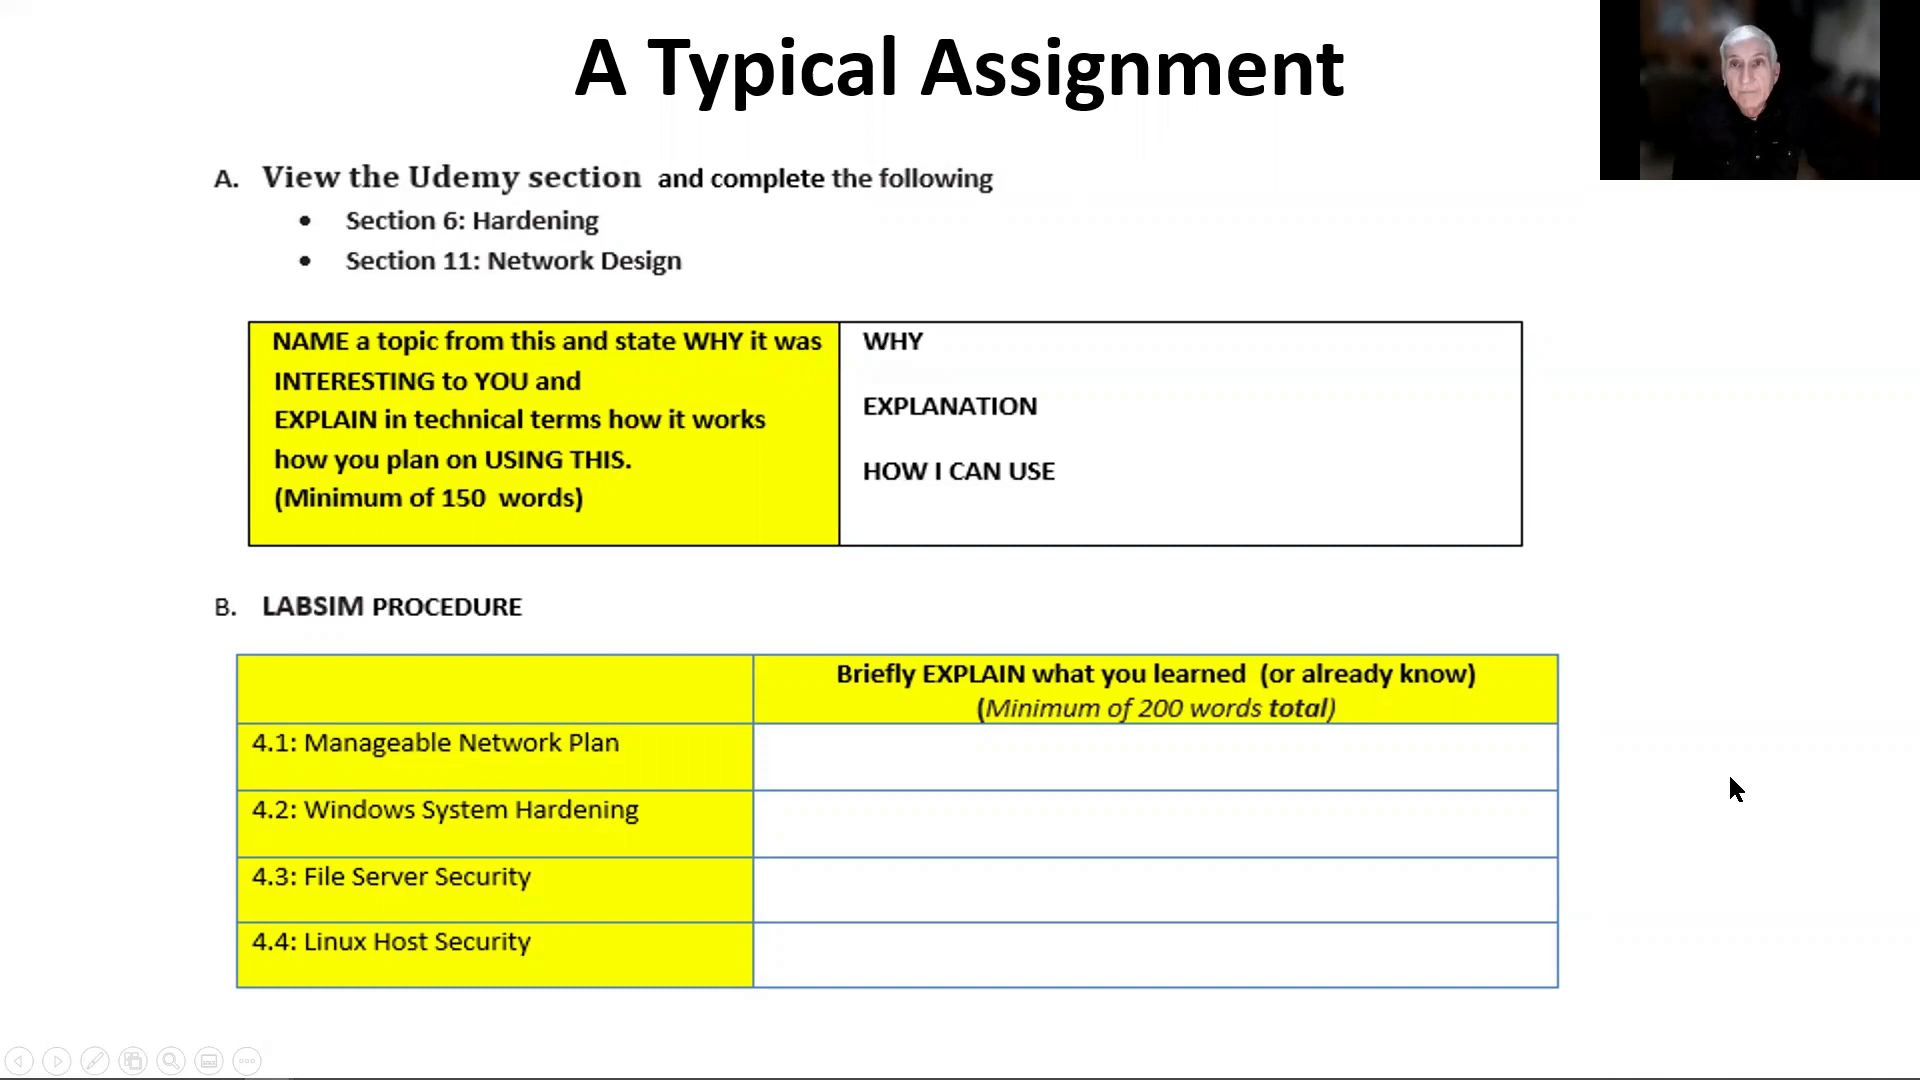 A Typical Assignment
A. View the Udemy section and complete the following
• Section 6: Hardening
• Section 11: Network Design
NAME a topic from this and state WHY it was
INTERESTING to YOU and
EXPLAIN in technical terms how it works
how you plan on USING THIS.
(Minimum of 150 words)
WHY
EXPLANATION
HOW I CAN USE
B. LABSIM PROCEDURE
Briefly EXPLAIN what you learned (or already know)
(Minimum of 200 words total)
4.1: Manageable Network Plan
4.2: Windows System Hardening
4.3: File Server Security
4.4: Linux Host Security